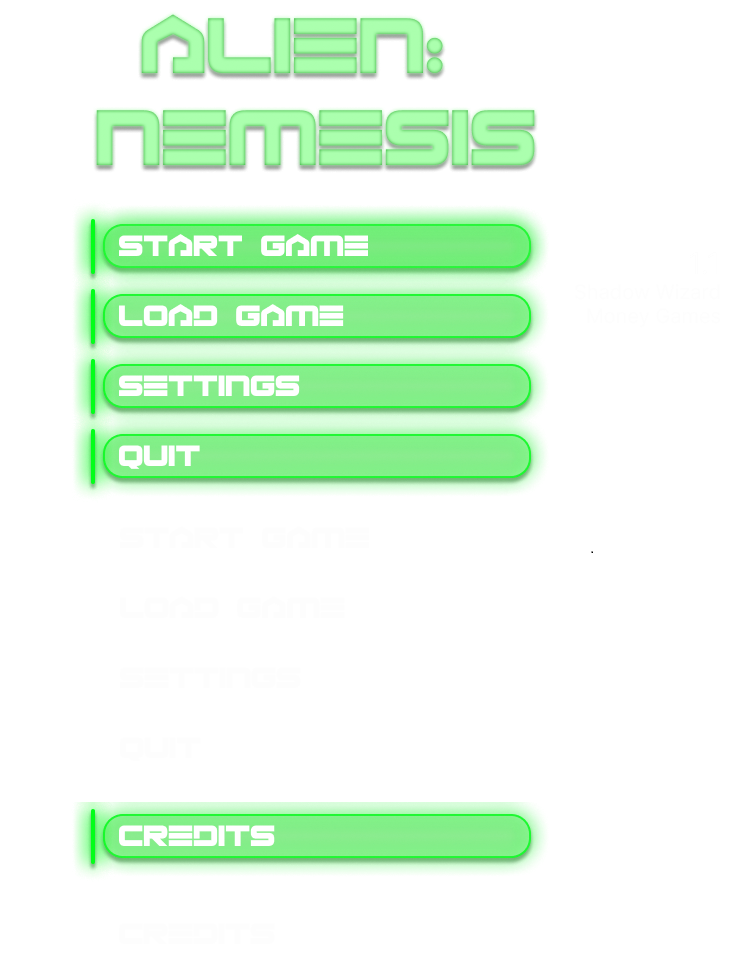 ALIEN:
NEMESIS
START GAME
LOAD GAME
SETTINGS
QUIT
START GAME
LOAD GAME
SETTINGS
QUIT
CREDITS
CREDITS